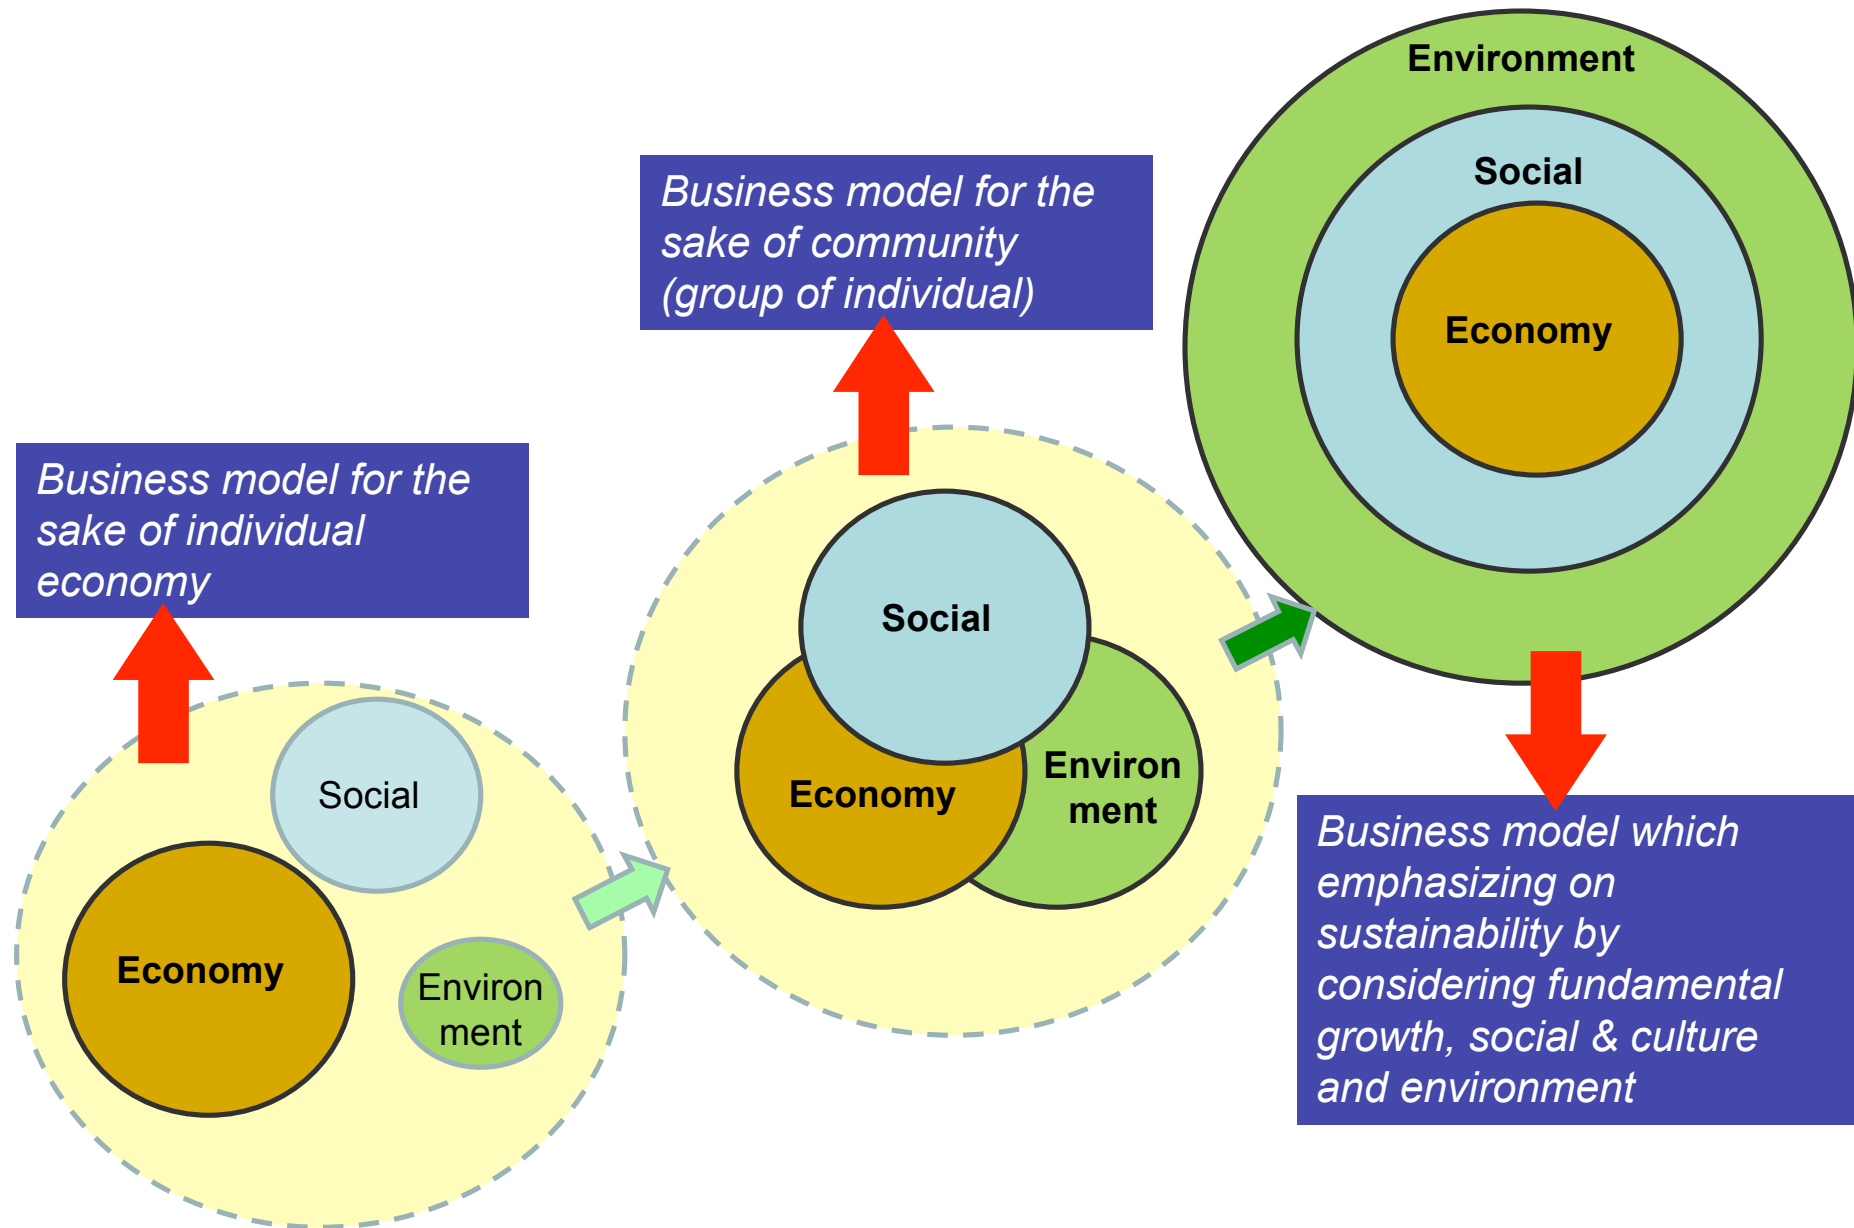 Business model for the
sake of individual
economy
Social
Economy
Environ
ment
Business model for the
sake of community
(group of individual)
Social
Economy
Environ
ment
Environment
Social
Economy
Business model which
emphasizing on
sustainability by
considering fundamental
growth, social & culture
and environment